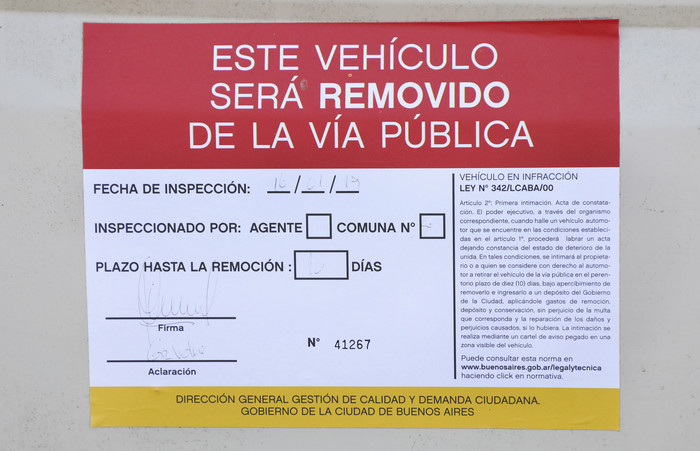 ESTE VEHÍCULO
SERÁ REMOVIDO
DE LA VÍA PÚBLICA
FECHA DE INSPECCIÓN: / /
INSPECCIONADO POR: AGENTE COMUNA Nº
PLAZO HASTA LA REMOCIÓN : DÍAS
Firma
Aclaración
Nº 41267
VEHÍCULO EN INFRACCIÓN
LEY Nº 342/LCABA/00
Artículo 2º: Primera intimación. Acta de constata-
ción. El poder ejecutivo, a través del organismo
correspondiente, cuando halle un vehículo automo-
tor que se encuentre en las condiciones estableci-
das en el artículo 1º, procederá labrar un acta
dejando constancia del estado de deterioro de la
unida. En tales condiciones, se intimará al propieta-
rio o a quien se considere con derecho al automo-
tor a retirar el vehículo de la vía pública en el peren-
torio plazo de diez (10) días, bajo apercibimiento de
removerlo e ingresarlo a un depósito del Gobierno
de la Ciudad, aplicándole gastos de remoción,
depósito y conservación, sin perjuicio de la multa
que corresponda y la reparación de los daños y
perjuicios causados, si lo hubiera. La intimación se
realiza mediante un cartel de aviso pegado en una
zona visible del vehículo.
Puede consultar esta norma en
www.buenosaires.gob.ar/legalytecnica
haciendo click en normativa.
DIRECCIÓN GENERAL GESTIÓN DE CALIDAD Y DEMANDA CIUDADANA.
GOBIERNO DE LA CIUDAD DE BUENOS AIRES